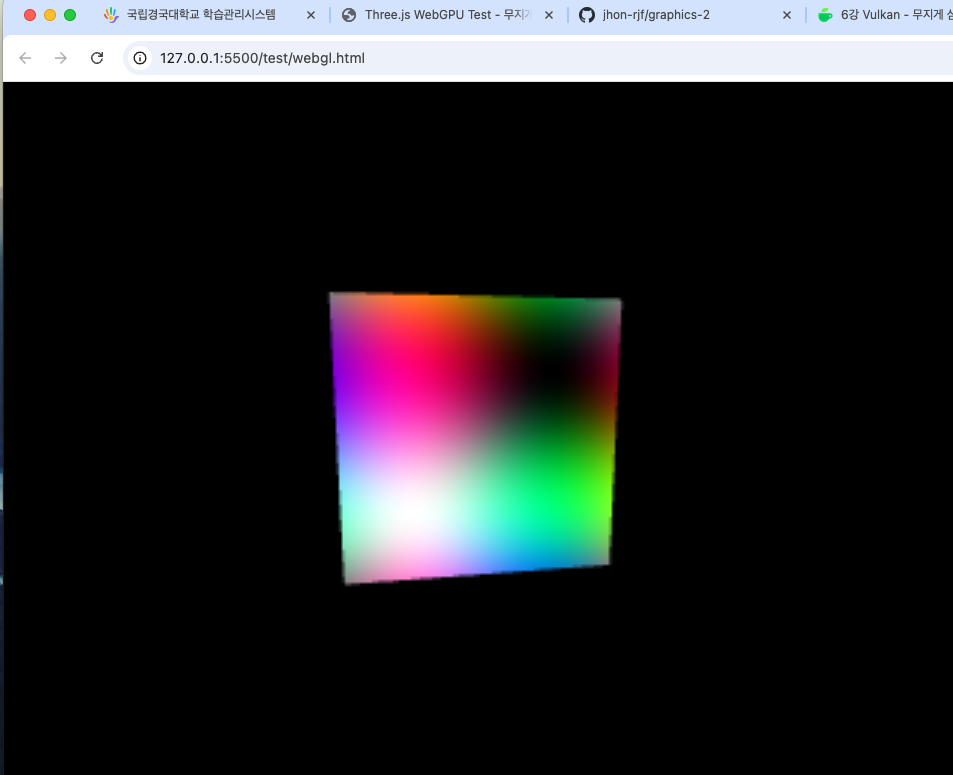 국립경국대학교 학습관리시스템
Three.js WebGPU Test - 무지개
jhon-rjf/graphics-2
6강 Vulkan - 무지개 심
127.0.0.1:5500/test/webgl.html